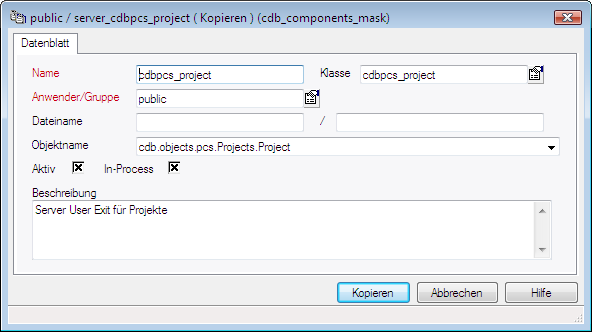 public / server_cdbpcs_project ( Kopieren ) (cdb_components_mask)
Datenblatt
Name cdbpcs_project Klasse cdbpcs_project
Anwender/Gruppe public
Dateiname /
Objektname cdb.objects.pcs.Projects.Project
Aktiv In-Process
Beschreibung
Server User Exit für Projekte
Kopieren Abbrechen Hilfe